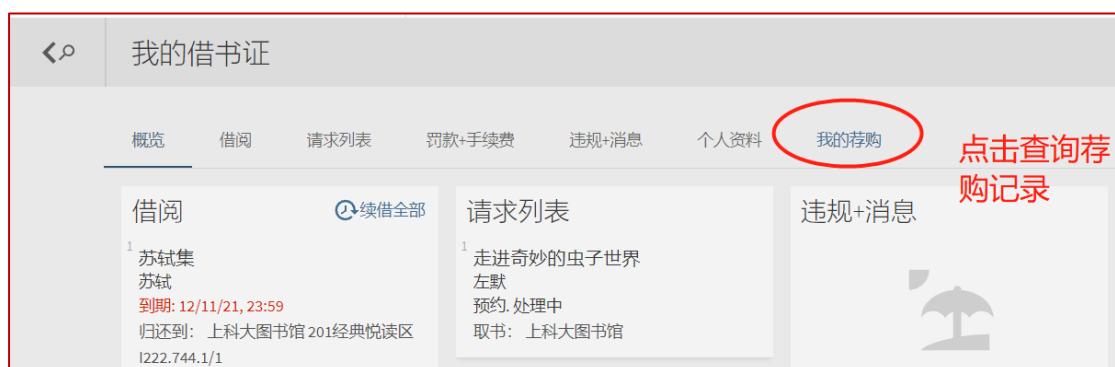 我的借书证
概览 借阅 请求列表 罚款+手续费 违规+消息 个人资料 我的荐购
点击查询荐
购记录
借阅 续借全部
1
苏轼集
苏轼
到期: 12/11/21, 23:59
归还到： 上科大图书馆 201经典悦读区
I222.744.1/1
请求列表
1
走进奇妙的虫子世界
左默
预约. 处理中
取书： 上科大图书馆
违规+消息